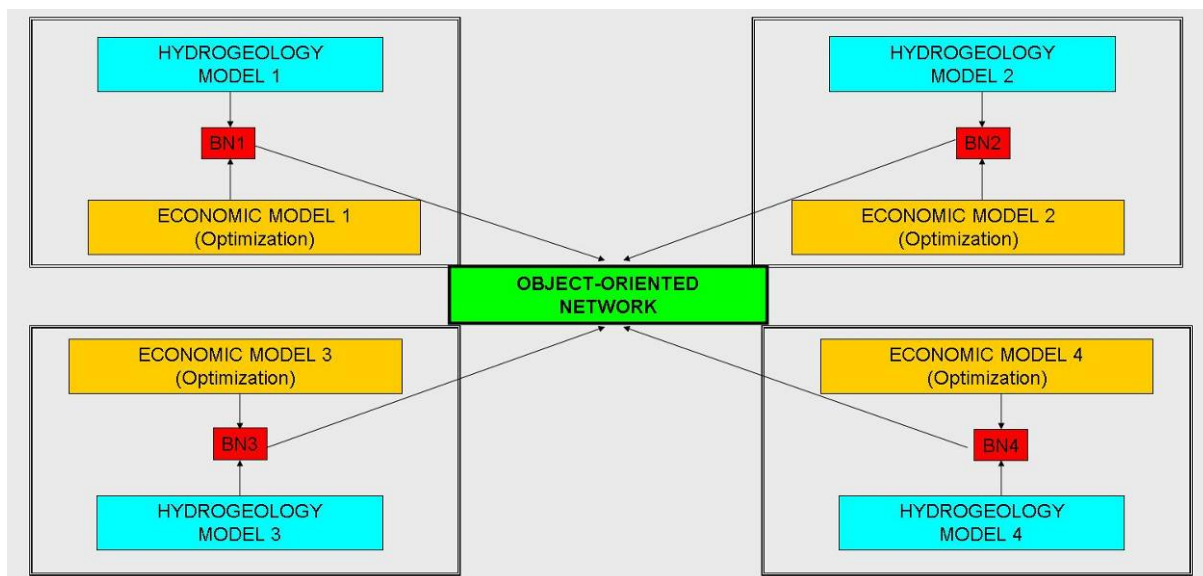 HYDROGEOLOGY
MODEL 1
BN1
ECONOMIC MODEL 1
(Optimization)
HYDROGEOLOGY
MODEL 2
BN2
ECONOMIC MODEL 2
(Optimization)
OBJECT-ORIENTED
NETWORK
ECONOMIC MODEL 3
(Optimization)
BN3
HYDROGEOLOGY
MODEL 3
ECONOMIC MODEL 4
(Optimization)
BN4
HYDROGEOLOGY
MODEL 4